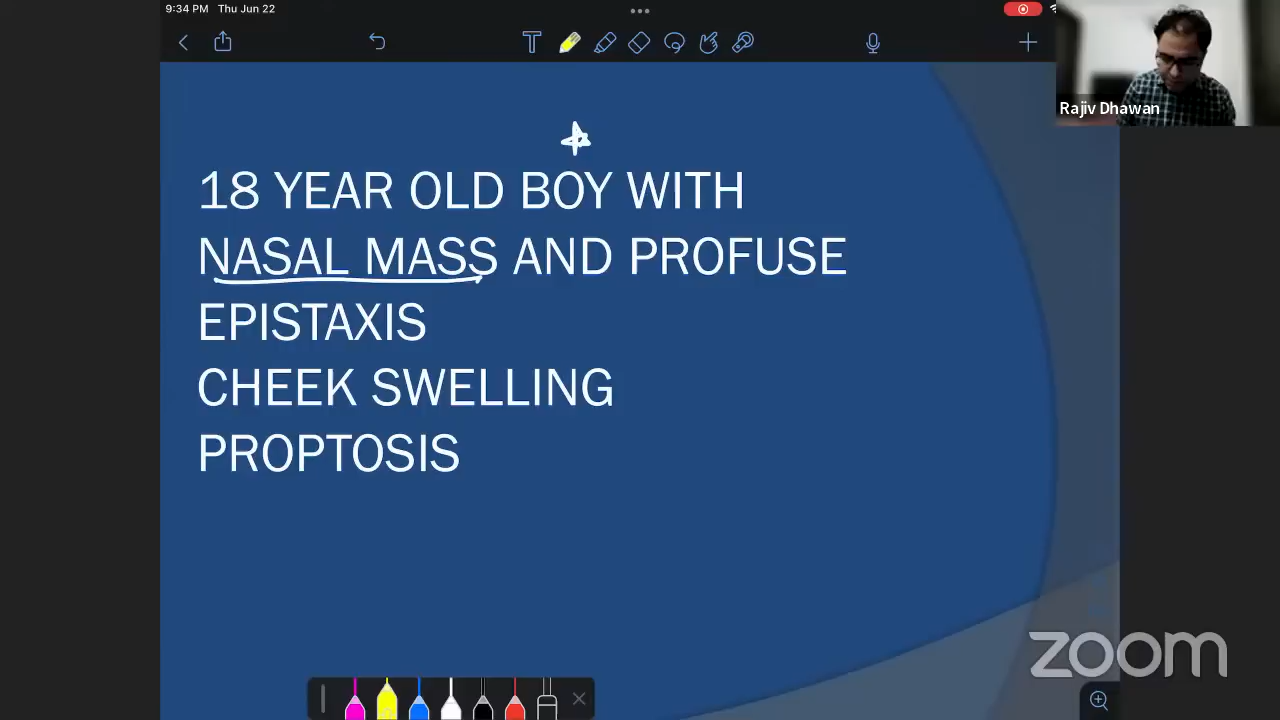 9:34 PM Thu Jun 22
Rajiv Dhawan
18 YEAR OLD BOY WITH
NASAL MASS AND PROFUSE
EPISTAXIS
CHEEK SWELLING
PROPTOSIS
zoom